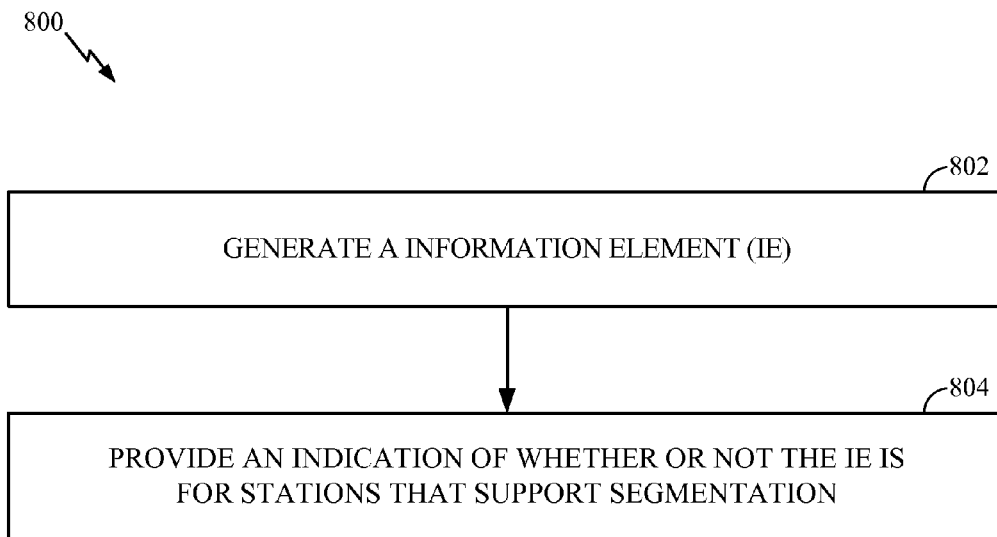 800
802
GENERATE A INFORMATION ELEMENT (IE)
804
PROVIDE AN INDICATION OF WHETHER OR NOT THE IE IS
FOR STATIONS THAT SUPPORT SEGMENTATION